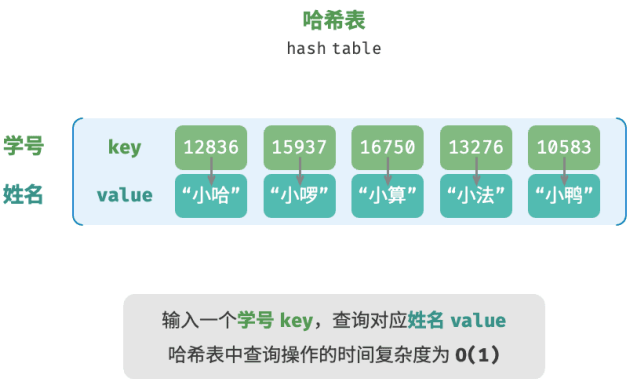 哈希表
hash table
学号 key 12836 15937 16750 13276 10583
姓名 value “小哈” “小啰” “小算” “小法” “小鸭”
输入一个学号 key，查询对应姓名 value
哈希表中查询操作的时间复杂度为 O(1)